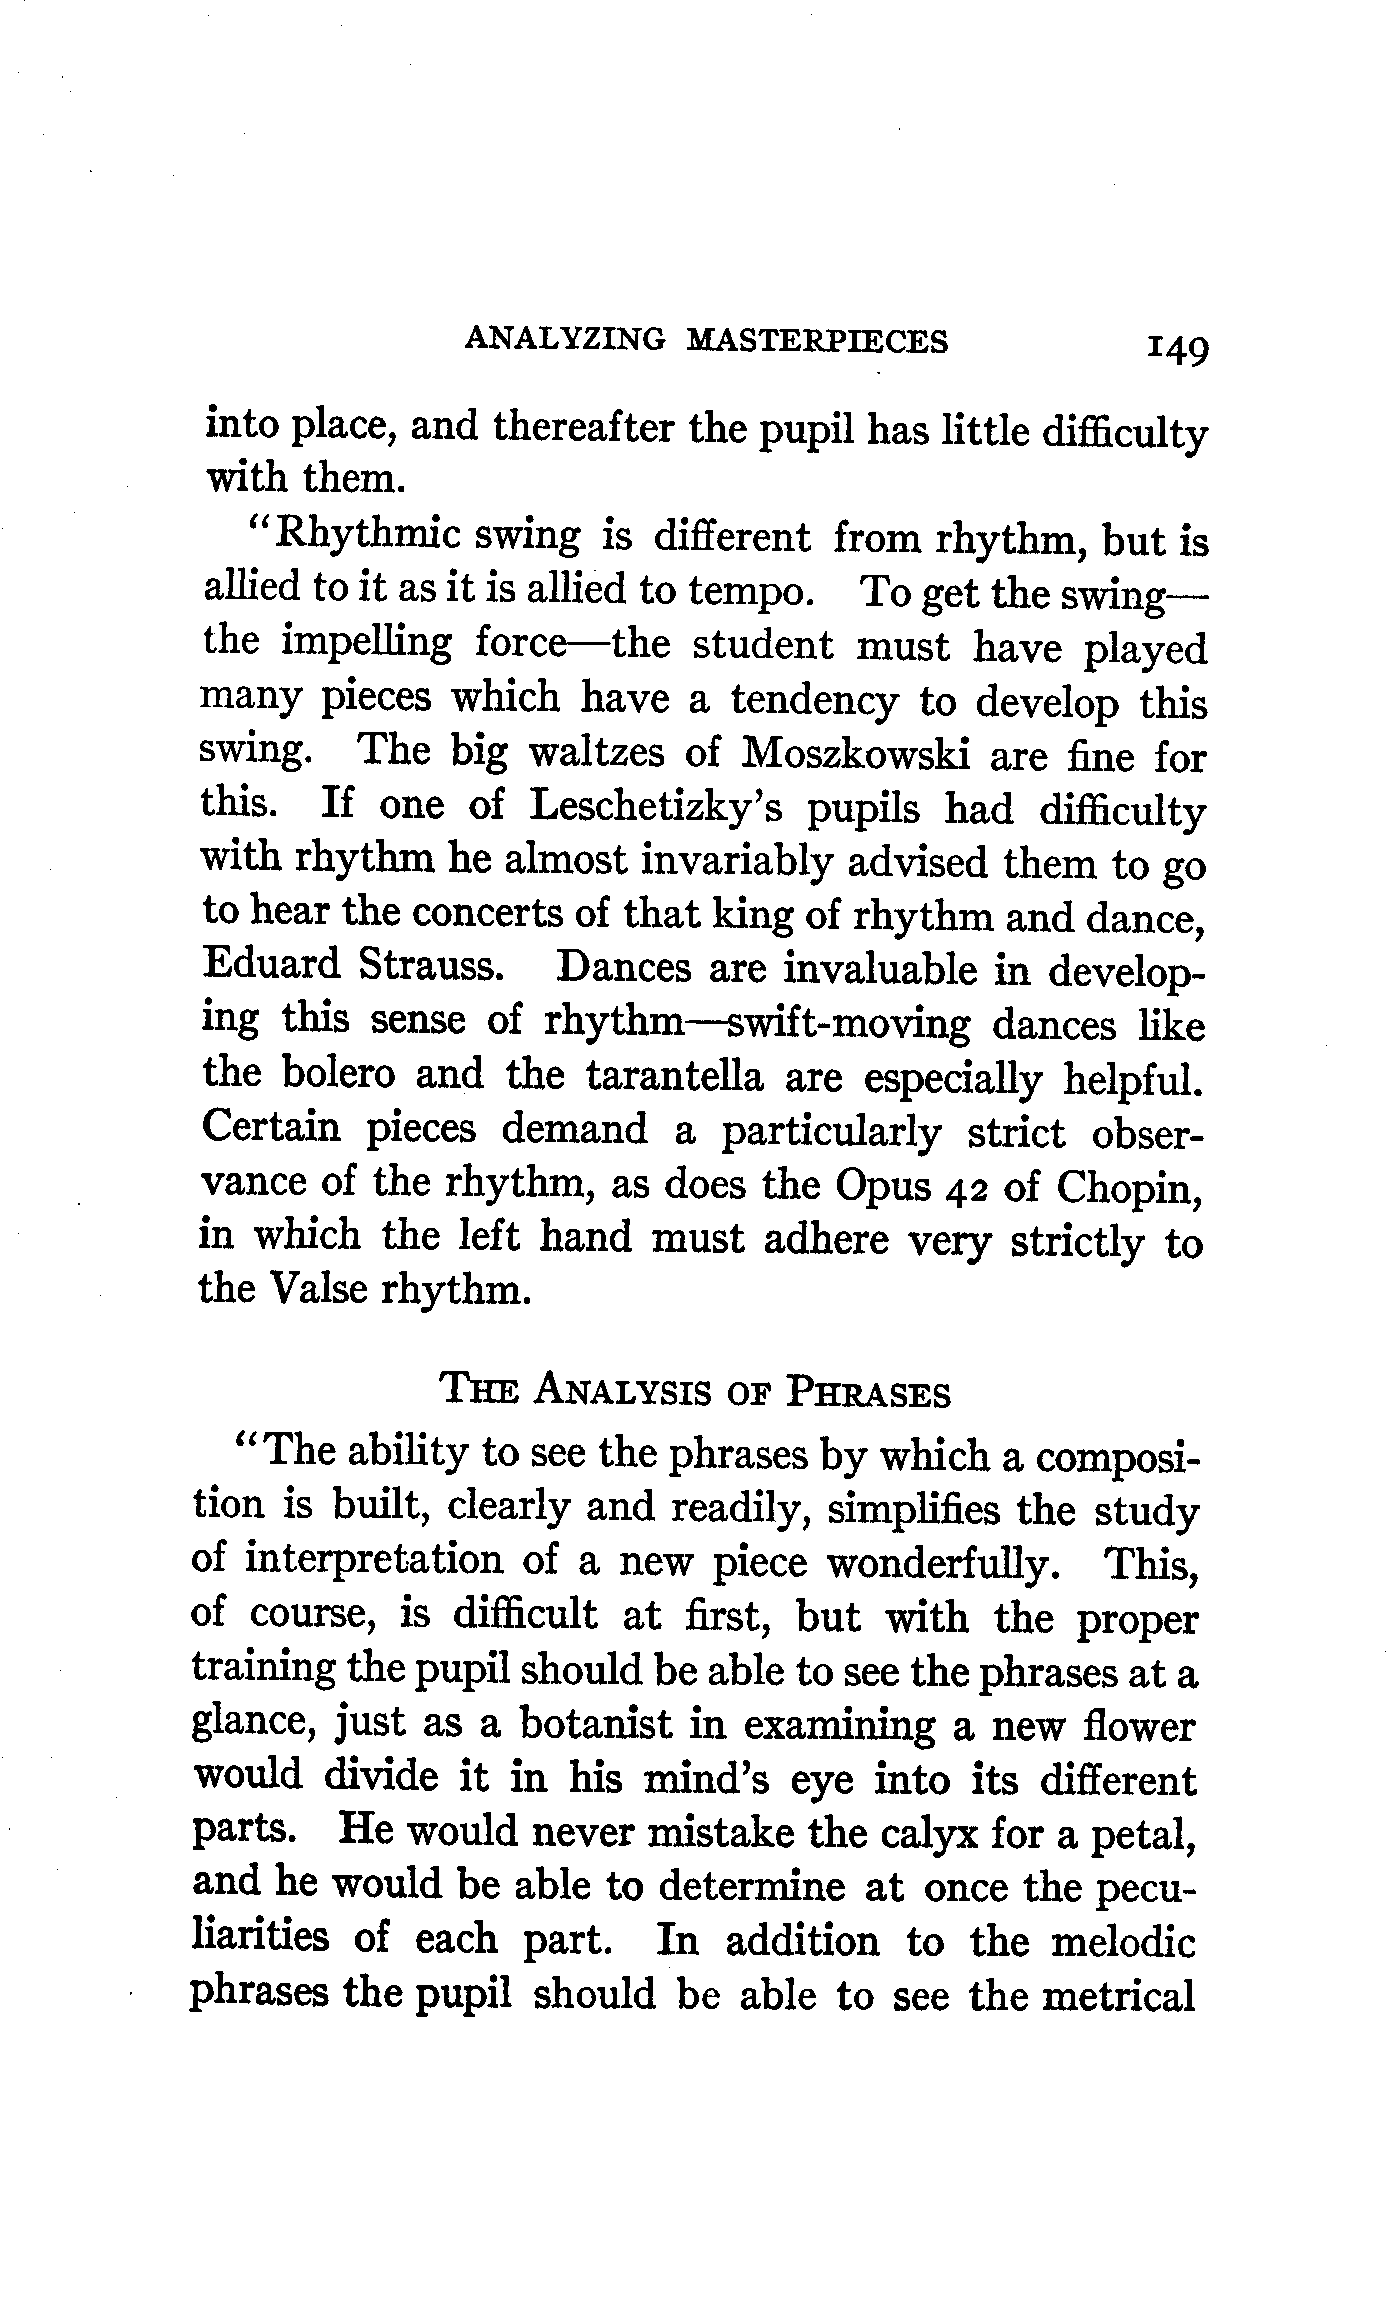 ANALYZING MASTERPIECES 149
into place, and thereafter the pupil has little difficulty
with them.
"Rhythmic swing is different from rhythm, but is
allied to it as it is allied to tempo. To get the swing—
the impelling force—the student must have played
many pieces which have a tendency to develop this
swing. The big waltzes of Moszkowski are fine for
this. If one of Leschetizky's pupils had difficulty
with rhythm he almost invariably advised them to go
to hear the concerts of that king of rhythm and dance,
Eduard Strauss. Dances are invaluable in develop-
ing this sense of rhythm—swift-moving dances like
the bolero and the tarantella are especially helpful.
Certain pieces demand a particularly strict obser-
vance of the rhythm, as does the Opus 42 of Chopin,
in which the left hand must adhere very strictly to
the Valse rhythm.
THE ANALYSIS OF PHRASES
"The ability to see the phrases by which a composi-
tion is built, clearly and readily, simplifies the study
of interpretation of a new piece wonderfully. This,
of course, is difficult at first, but with the proper
training the pupil should be able to see the phrases at a
glance, just as a botanist in examining a new flower
would divide it in his mind's eye into its different
parts. He would never mistake the calyx for a petal,
and he would be able to determine at once the pecu-
liarities of each part. In addition to the melodic
phrases the pupil should be able to see the metrical